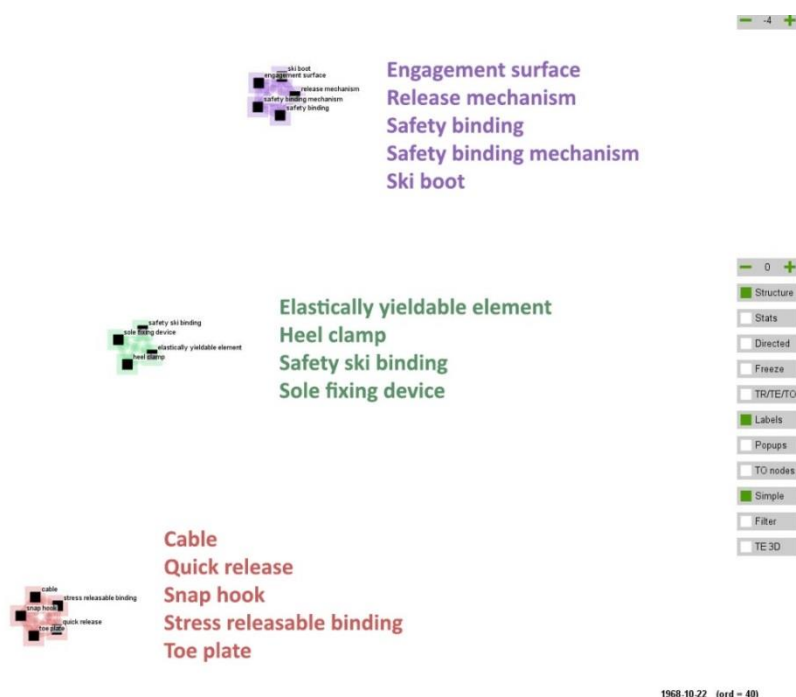 -4
ski boot
engagement surface
release mechanism
safety binding mechanism
safety binding
Engagement surface
Release mechanism
Safety binding
Safety binding mechanism
Ski boot
safety ski binding
sole fixing device
elastically yieldable element
heel clamp
Elastically yieldable element
Heel clamp
Safety ski binding
Sole fixing device
cable
stress releasable binding
snap hook
quick release
toe plate
Cable
Quick release
Snap hook
Stress releasable binding
Toe plate
0
Structure
Stats
Directed
Freeze
TR/TE/TO
Labels
Popups
TO nodes
Simple
Filter
TE 3D
1968-10-22 (ord = 40)